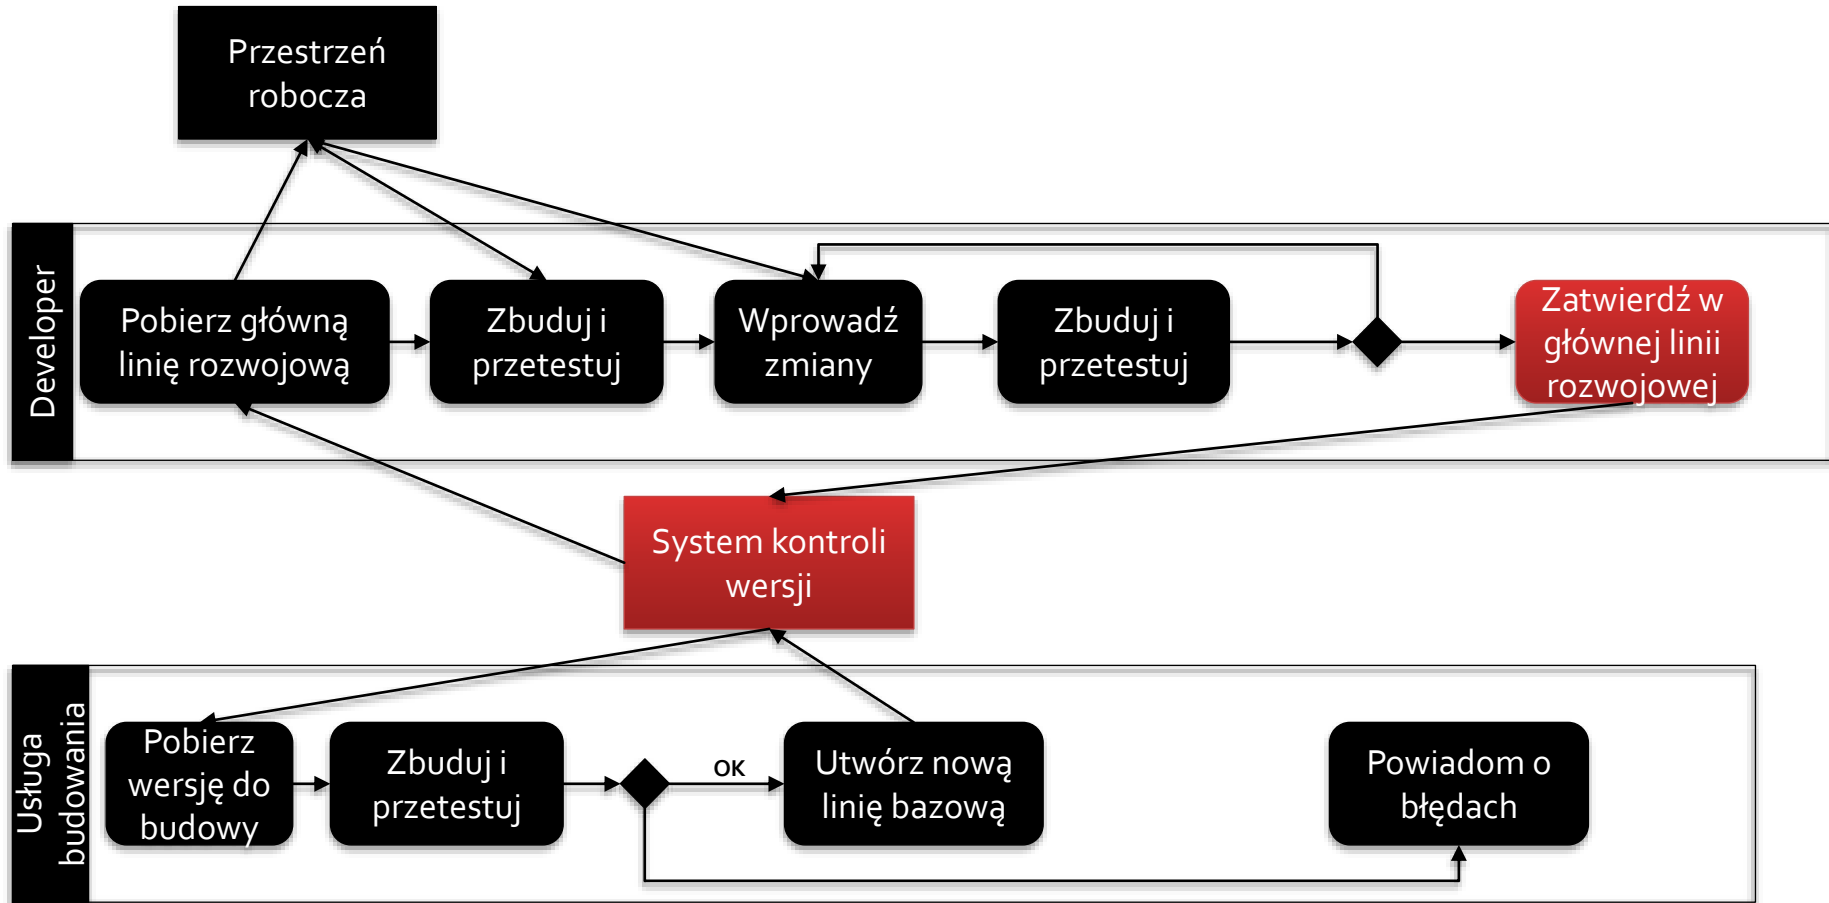 Przestrzeń
robocza
Developer
Pobierz główną
linię rozwojową
Zbuduj i
przetestuj
Wprowadź
zmiany
Zbuduj i
przetestuj
Zatwierdź w
głównej linii
rozwojowej
System kontroli
wersji
Usługa
budowania
Pobierz
wersję do
budowy
Zbuduj i
przetestuj
OK
Utwórz nową
linię bazową
Powiadom o
błędach